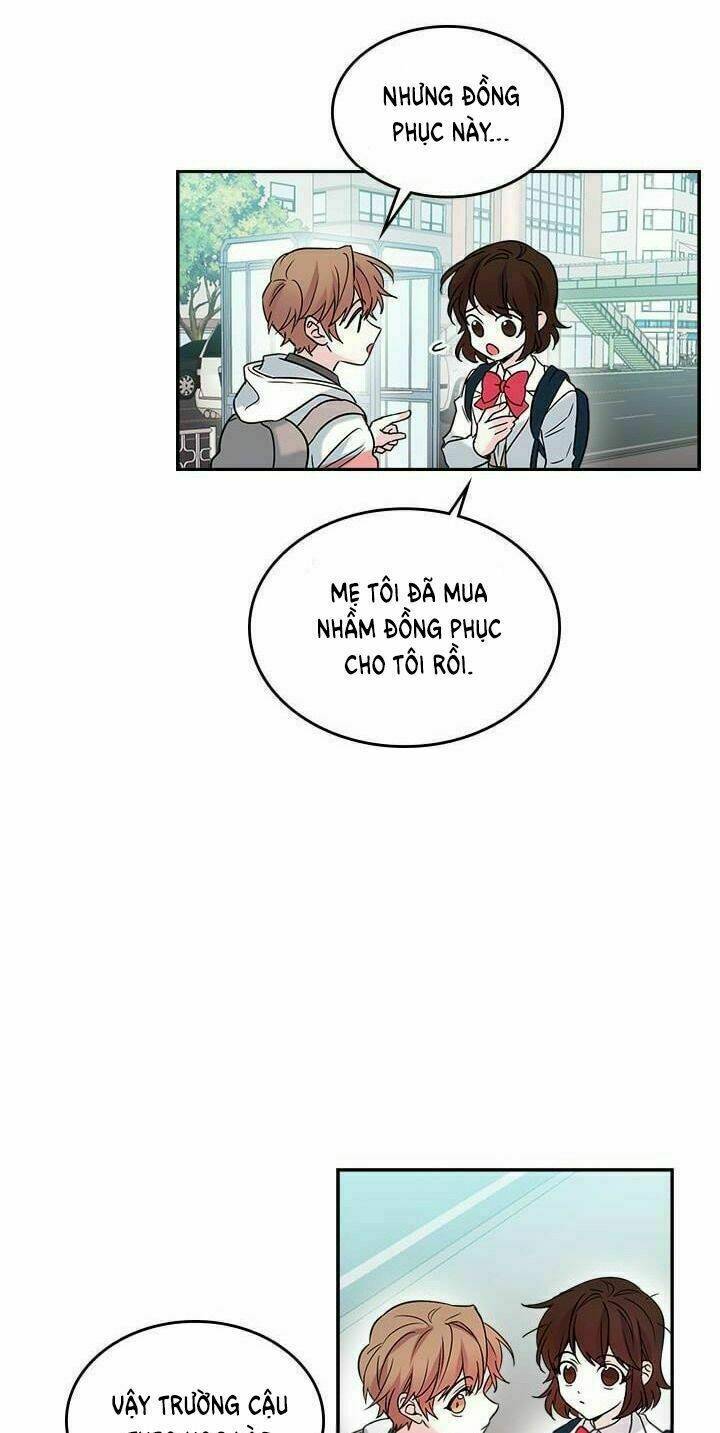 NHƯNG ĐỒNG
PHỤC NÀY...
MẸ TÔI ĐÃ MUA
NHẦM ĐỒNG PHỤC
CHO TÔI RỒI.
VẬY TRƯỜNG CẬU